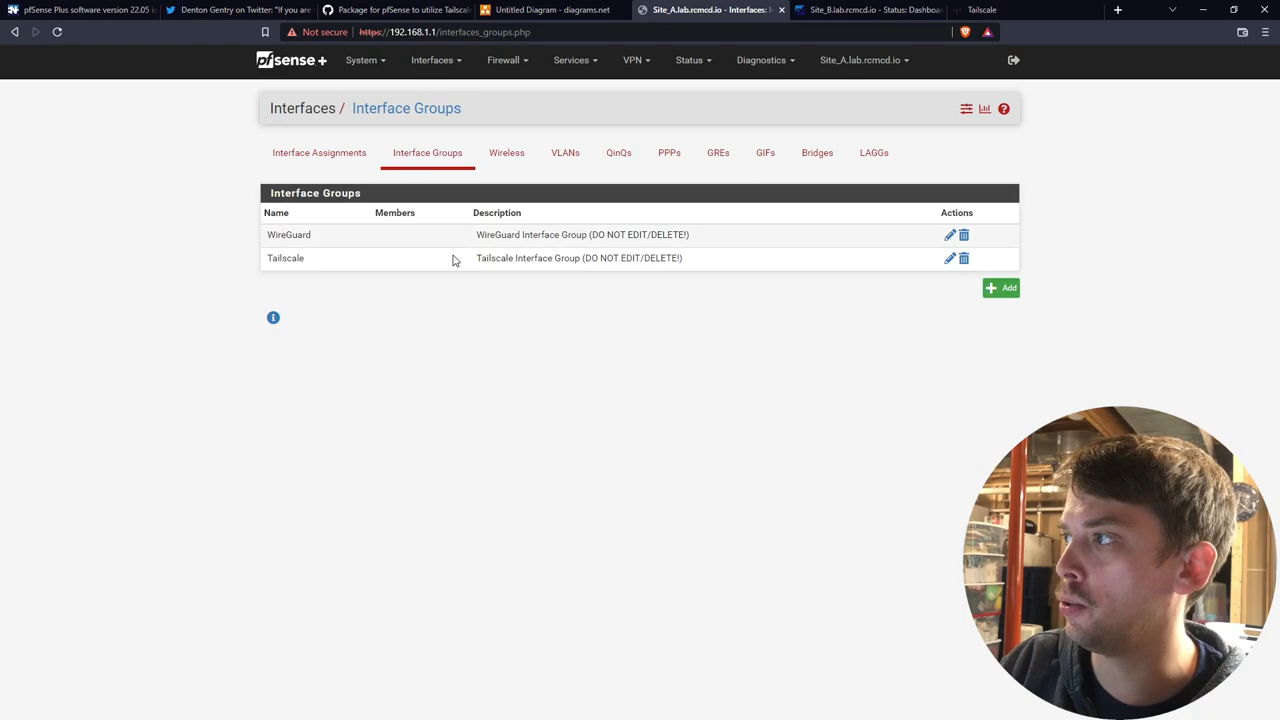 pfSense Plus software version 22.05 is
Denton Gentry on Twitter: "If you are
Package for pfSense to utilize Tailsca
Untitled Diagram - diagrams.net
Site_A.lab.rcmcd.io - Interfaces: I
Site_B.lab.rcmcd.io - Status: Dashboa
Tailscale
Not secure https://192.168.1.1/interfaces_groups.php
pfsense +
System
Interfaces
Firewall
Services
VPN
Status
Diagnostics
Site_A.lab.rcmcd.io
Interfaces / Interface Groups
Interface Assignments
Interface Groups
Wireless
VLANs
QinQs
PPPs
GREs
GIFs
Bridges
LAGGs
Interface Groups
Name Members Description Actions
WireGuard WireGuard Interface Group (DO NOT EDIT/DELETE!)
Tailscale Tailscale Interface Group (DO NOT EDIT/DELETE!)
Add